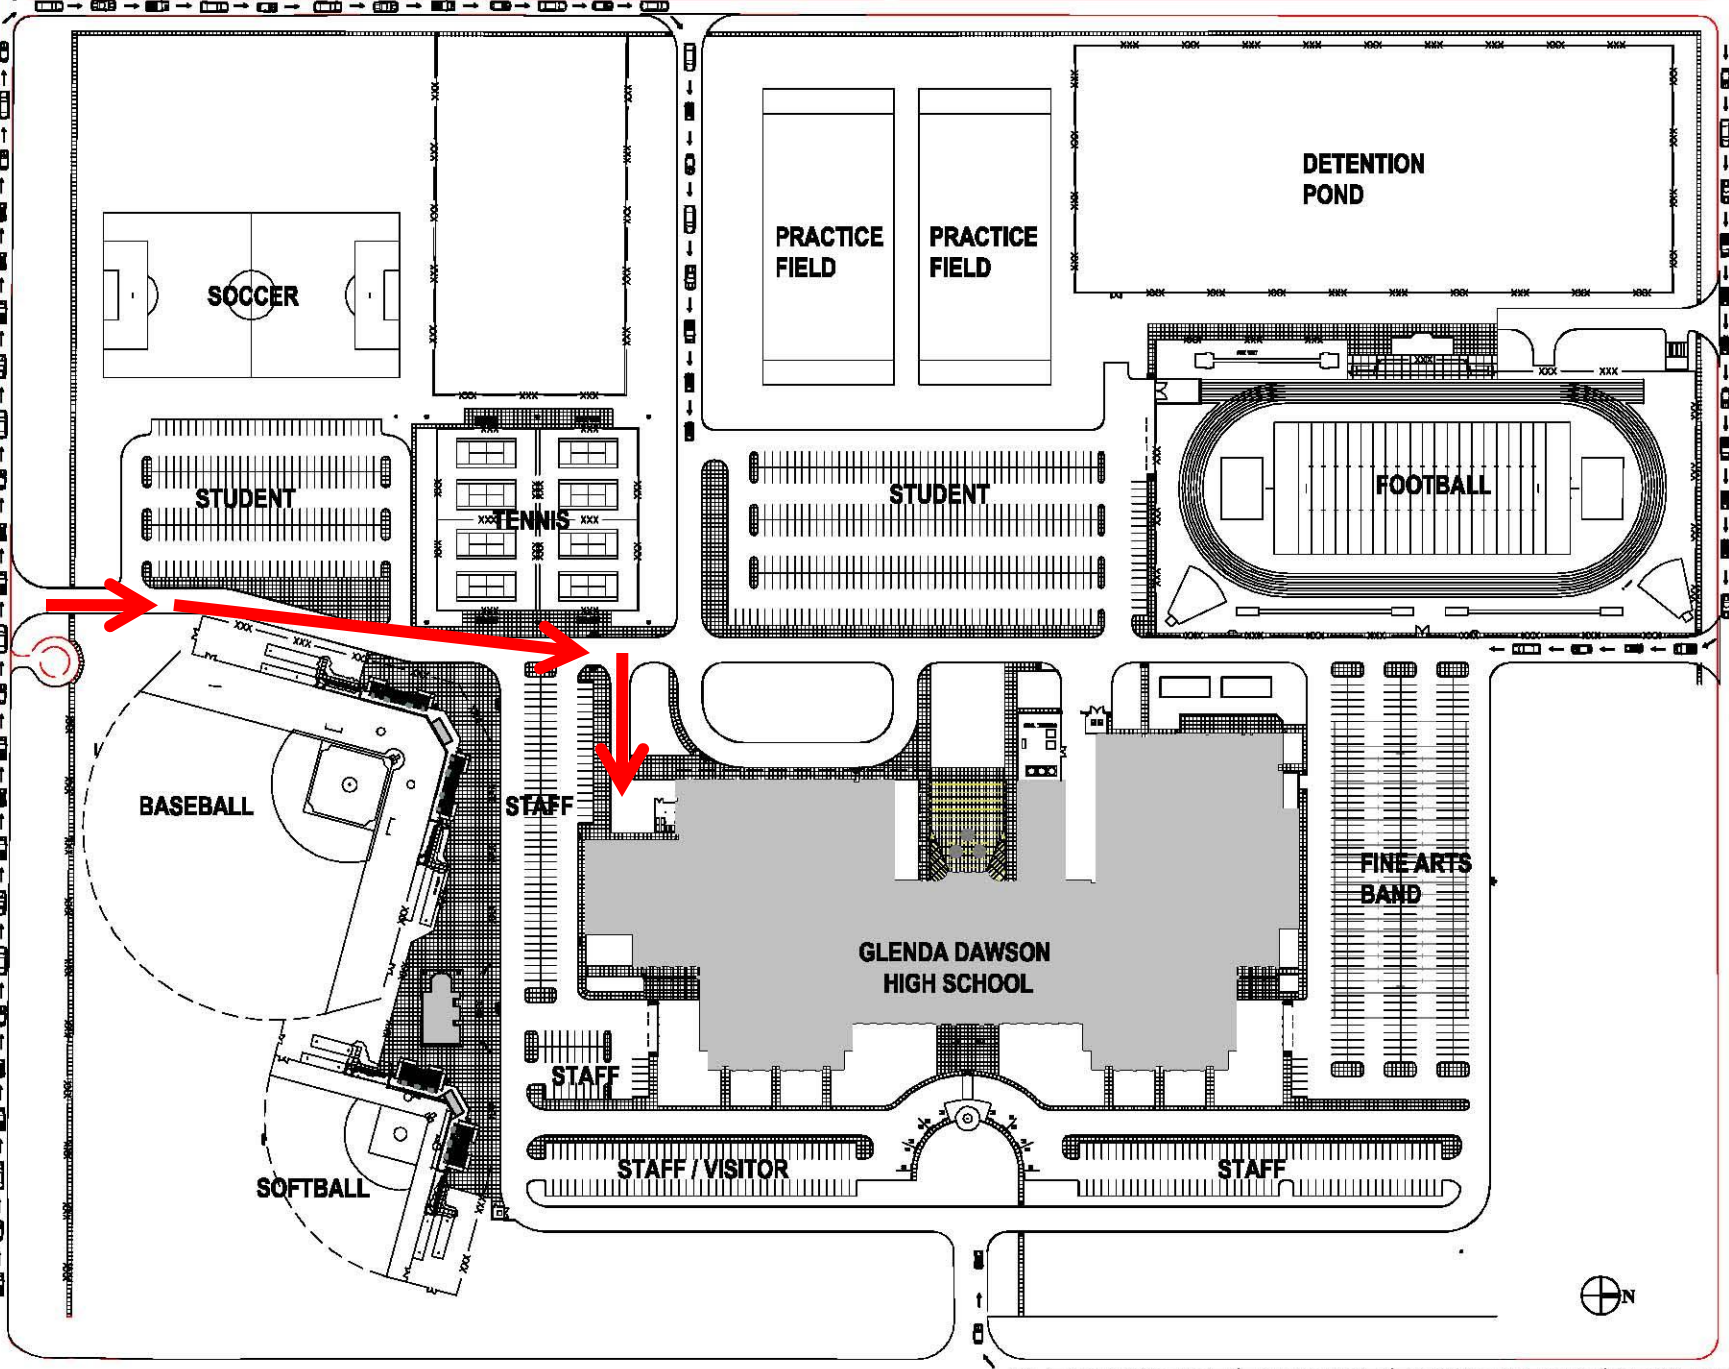 DETENTION
POND
PRACTICE
FIELD
PRACTICE
FIELD
SOCCER
STUDENT
TENNIS
STUDENT
FOOTBALL
BASEBALL
STAFF
FINE ARTS
BAND
GLENDA DAWSON
HIGH SCHOOL
STAFF
STAFF / VISITOR
STAFF
SOFTBALL
N